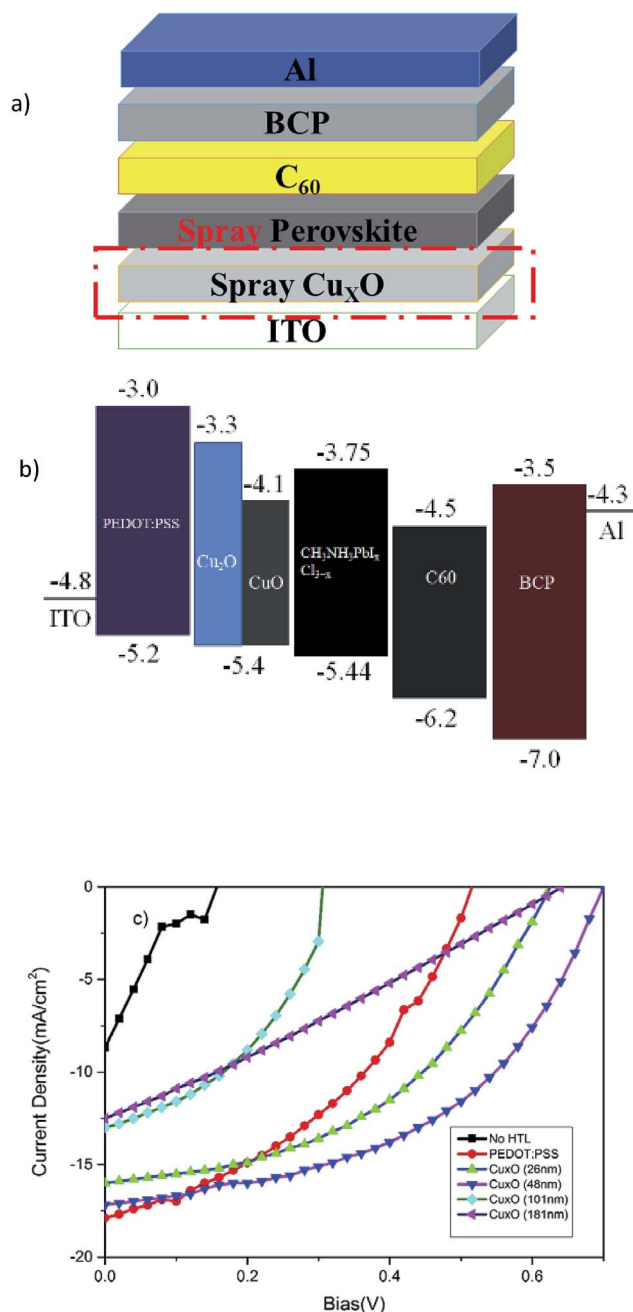 a)
Al
BCP
C₆₀
Spray Perovskite
Spray CuₓO
ITO
b)
-3.0
-3.3
-3.75
-3.5
-4.1
-4.5
-4.3
Al
PEDOT:PSS
Cu₂O
CuO
CH₃NH₃PbIₓ
Cl₃₋ₓ
C60
BCP
-4.8
ITO
-5.2
-5.4
-5.44
-6.2
-7.0
c)
0
-5
-10
-15
-20
Current Density(mA/cm²)
No HTL
PEDOT:PSS
CuxO (26nm)
CuxO (48nm)
CuxO (101nm)
CuxO (181nm)
0.0
0.2
0.4
0.6
Bias(V)